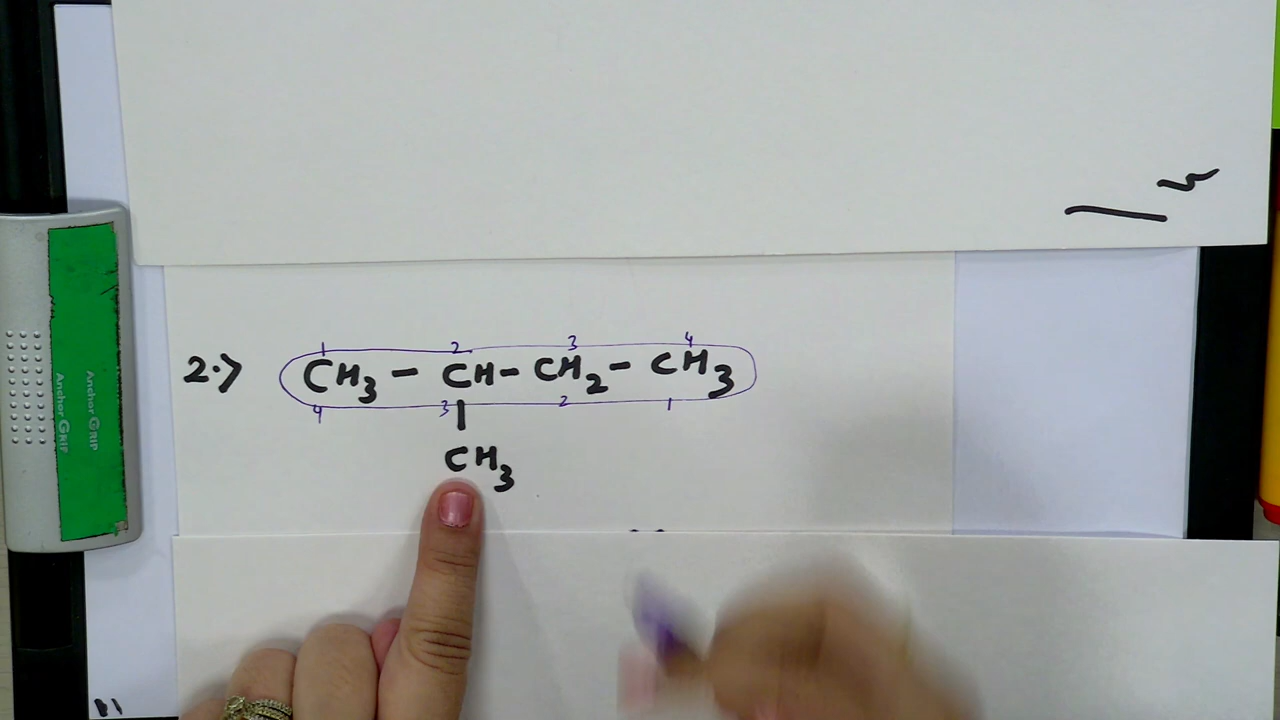 1 2 3 4
2.> CH3 - CH - CH2 - CH3
4 3 2 1
|
CH3
Anchor GRIP
Anchor GRIP